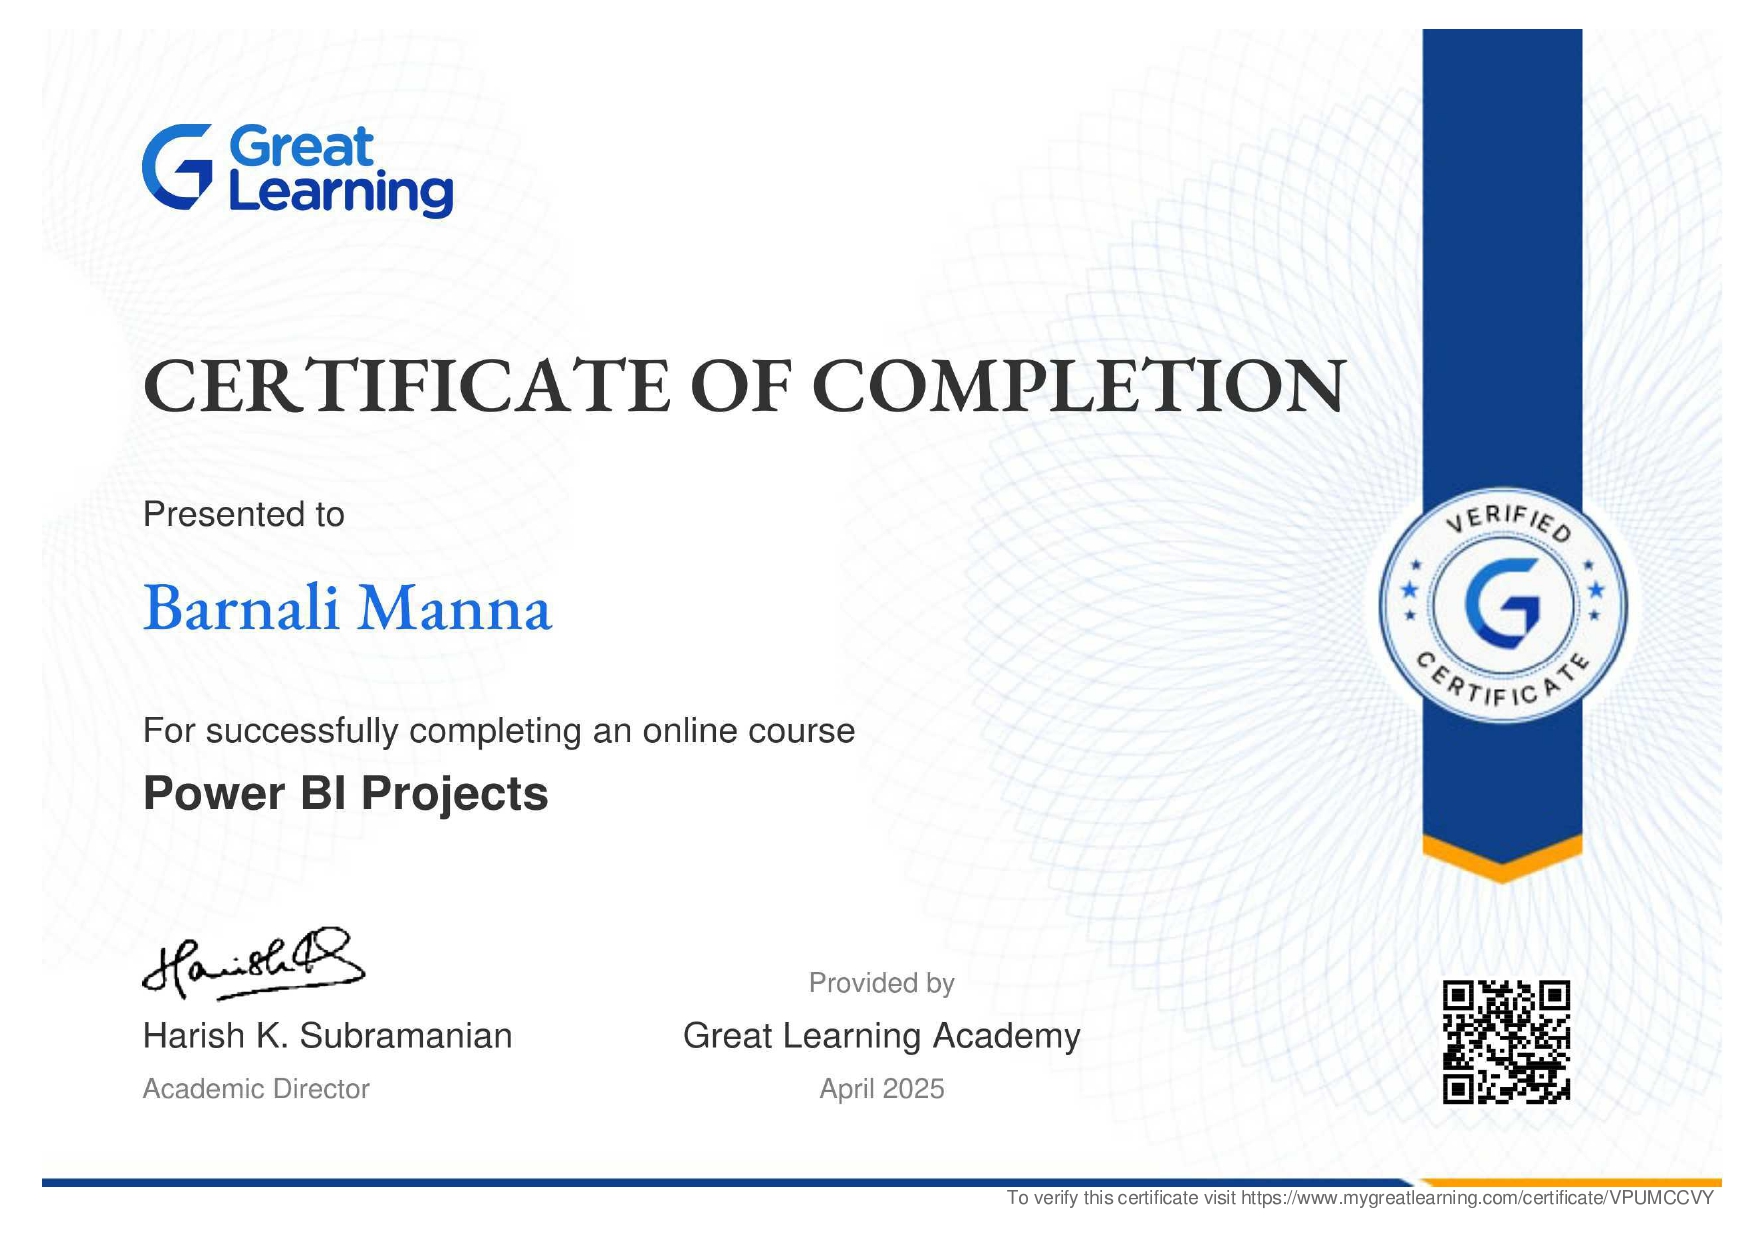 Great
Learning
CERTIFICATE OF COMPLETION
Presented to
Barnali Manna
For successfully completing an online course
Power BI Projects
VERIFIED
CERTIFICATE
Harish
Harish K. Subramanian
Academic Director
Provided by
Great Learning Academy
April 2025
To verify this certificate visit https://www.mygreatlearning.com/certificate/VPUMCCVY